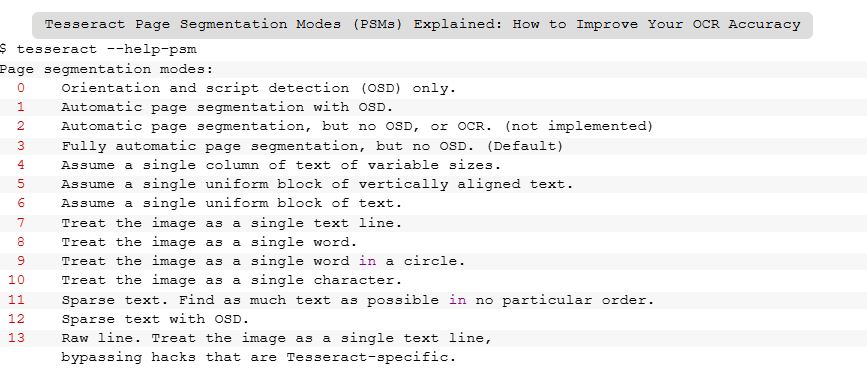 Tesseract Page Segmentation Modes (PSMs) Explained: How to Improve Your OCR Accuracy
$ tesseract --help-psm
Page segmentation modes:
0 Orientation and script detection (OSD) only.
1 Automatic page segmentation with OSD.
2 Automatic page segmentation, but no OSD, or OCR. (not implemented)
3 Fully automatic page segmentation, but no OSD. (Default)
4 Assume a single column of text of variable sizes.
5 Assume a single uniform block of vertically aligned text.
6 Assume a single uniform block of text.
7 Treat the image as a single text line.
8 Treat the image as a single word.
9 Treat the image as a single word in a circle.
10 Treat the image as a single character.
11 Sparse text. Find as much text as possible in no particular order.
12 Sparse text with OSD.
13 Raw line. Treat the image as a single text line,
bypassing hacks that are Tesseract-specific.